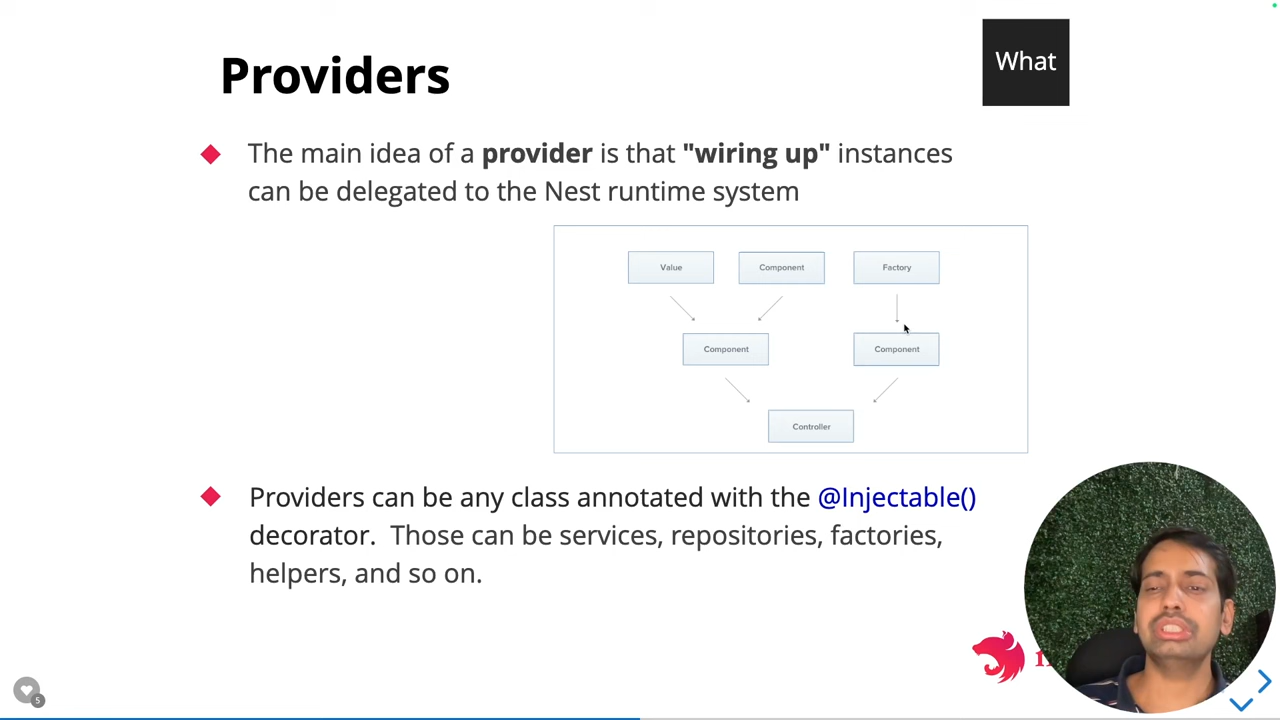 Providers
What
The main idea of a provider is that "wiring up" instances
can be delegated to the Nest runtime system
Value
Component
Factory
Component
Component
Controller
Providers can be any class annotated with the @Injectable()
decorator. Those can be services, repositories, factories,
helpers, and so on.
5